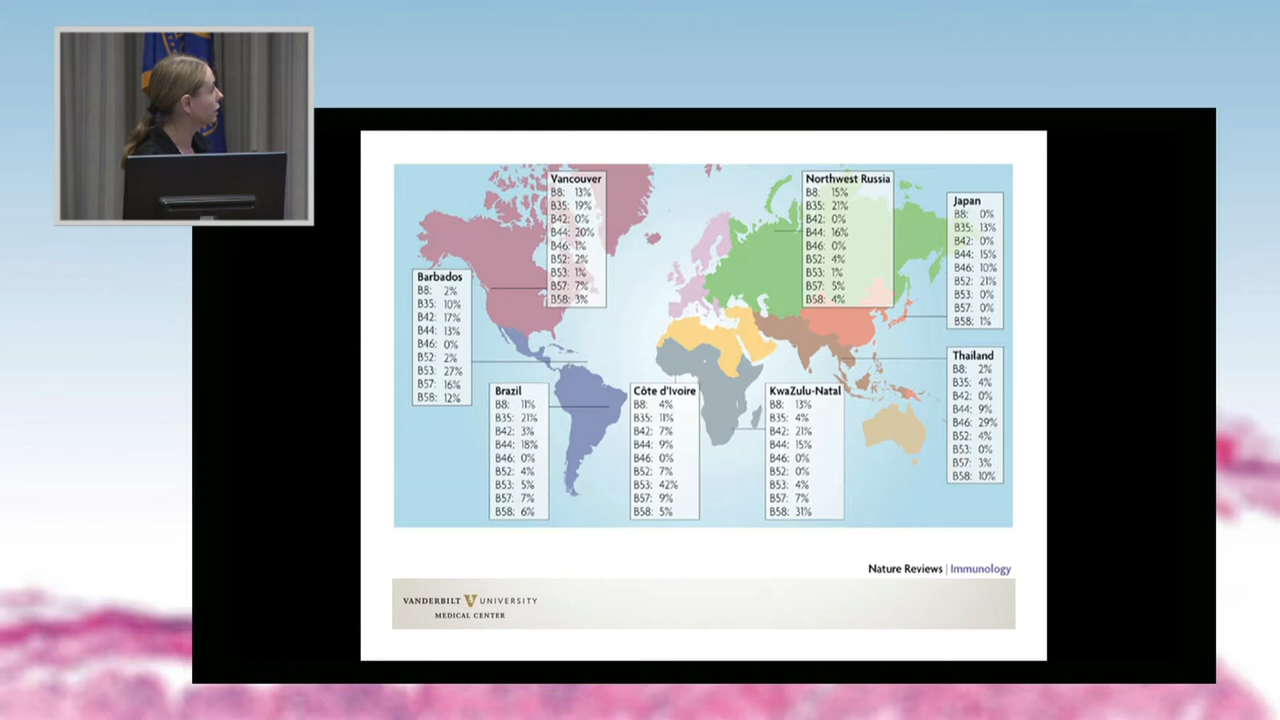 Vancouver
B8: 13%
B35: 19%
B42: 0%
B44: 20%
B46: 1%
B52: 2%
B53: 1%
B57: 7%
B58: 3%
Northwest Russia
B8: 15%
B35: 21%
B42: 0%
B44: 16%
B46: 0%
B52: 4%
B53: 1%
B57: 5%
B58: 4%
Japan
B8: 0%
B35: 13%
B42: 0%
B44: 15%
B46: 10%
B52: 21%
B53: 0%
B57: 0%
B58: 1%
Barbados
B8: 2%
B35: 10%
B42: 17%
B44: 13%
B46: 0%
B52: 2%
B53: 27%
B57: 16%
B58: 12%
Thailand
B8: 2%
B35: 4%
B42: 0%
B44: 9%
B46: 29%
B52: 4%
B53: 0%
B57: 3%
B58: 10%
Brazil
B8: 11%
B35: 21%
B42: 3%
B44: 18%
B46: 0%
B52: 4%
B53: 5%
B57: 7%
B58: 6%
Côte d'Ivoire
B8: 4%
B35: 11%
B42: 7%
B44: 9%
B46: 0%
B52: 7%
B53: 42%
B57: 9%
B58: 5%
KwaZulu-Natal
B8: 13%
B35: 4%
B42: 21%
B44: 15%
B46: 0%
B52: 0%
B53: 4%
B57: 7%
B58: 31%
Nature Reviews | Immunology
VANDERBILT V UNIVERSITY
MEDICAL CENTER